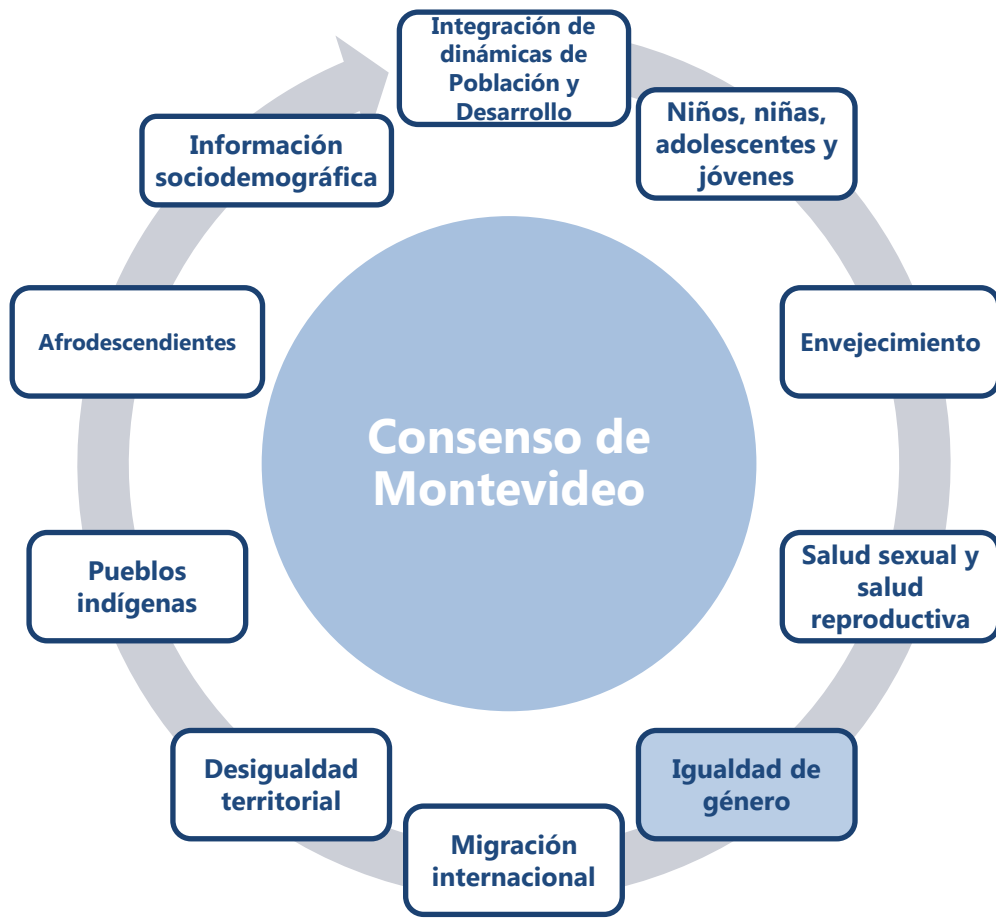 Integración de
dinámicas de
Población y
Desarrollo
Niños, niñas,
adolescentes y
jóvenes
Envejecimiento
Salud sexual y
salud
reproductiva
Igualdad de
género
Migración
internacional
Desigualdad
territorial
Pueblos
indígenas
Afrodescendientes
Información
sociodemográfica
Consenso de
Montevideo